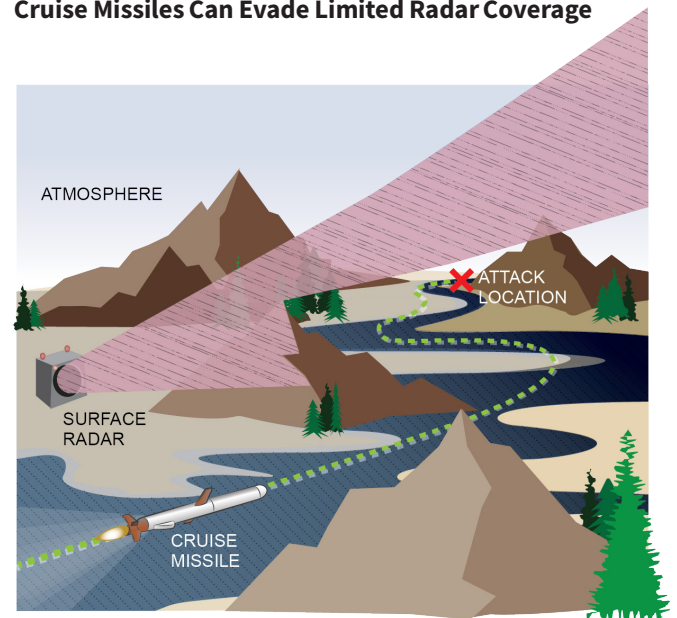 Cruise Missiles Can Evade Limited Radar Coverage
ATMOSPHERE
ATTACK
LOCATION
SURFACE
RADAR
CRUISE
MISSILE